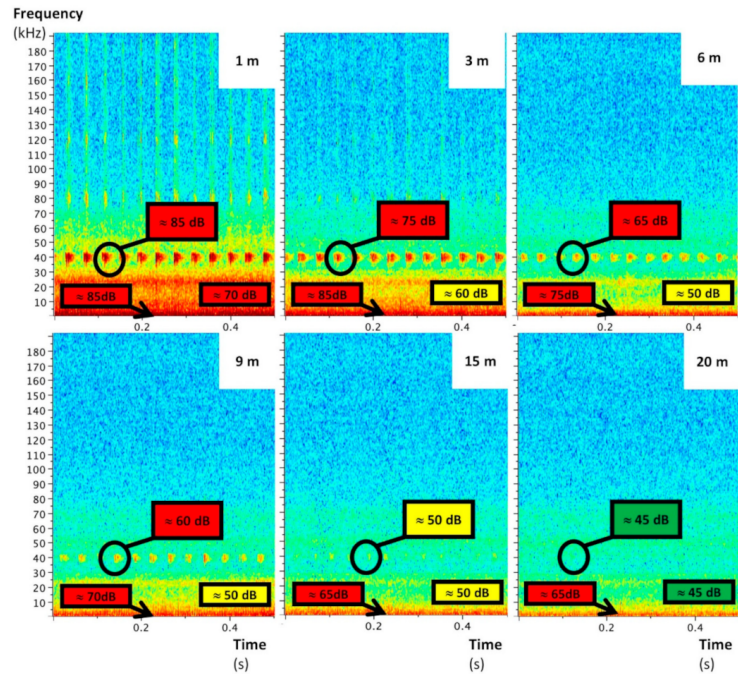 Frequency
(kHz)
1 m
3 m
6 m
190
180
170
160
150
140
130
120
110
100
90
80
70
60
50
40
30
20
10
≈ 85 dB
≈ 75 dB
≈ 65 dB
≈ 85dB
≈ 70 dB
≈ 85dB
≈ 60 dB
≈ 75dB
≈ 50 dB
0.2
0.4
0.2
0.4
0.2
0.4
9 m
15 m
20 m
190
180
170
160
150
140
130
120
110
100
90
80
70
60
50
40
30
20
10
≈ 60 dB
≈ 50 dB
≈ 45 dB
≈ 70dB
≈ 50 dB
≈ 65dB
≈ 50 dB
≈ 65dB
≈ 45 dB
0.2
0.4
0.2
0.4
0.2
0.4
Time
(s)
Time
(s)
Time
(s)